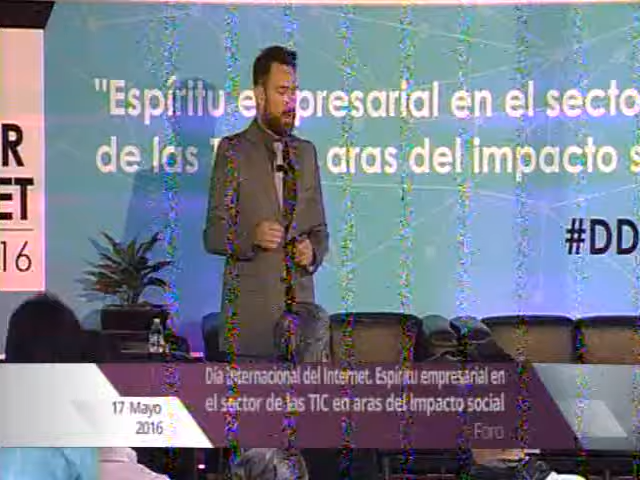 "Espíritu empresarial en el secto
de las T aras del impacto s
R
ET
16
#DD
Día Internacional del Internet. Espíritu empresarial en
el sector de las TIC en aras del impacto social
Foro
17 Mayo
2016